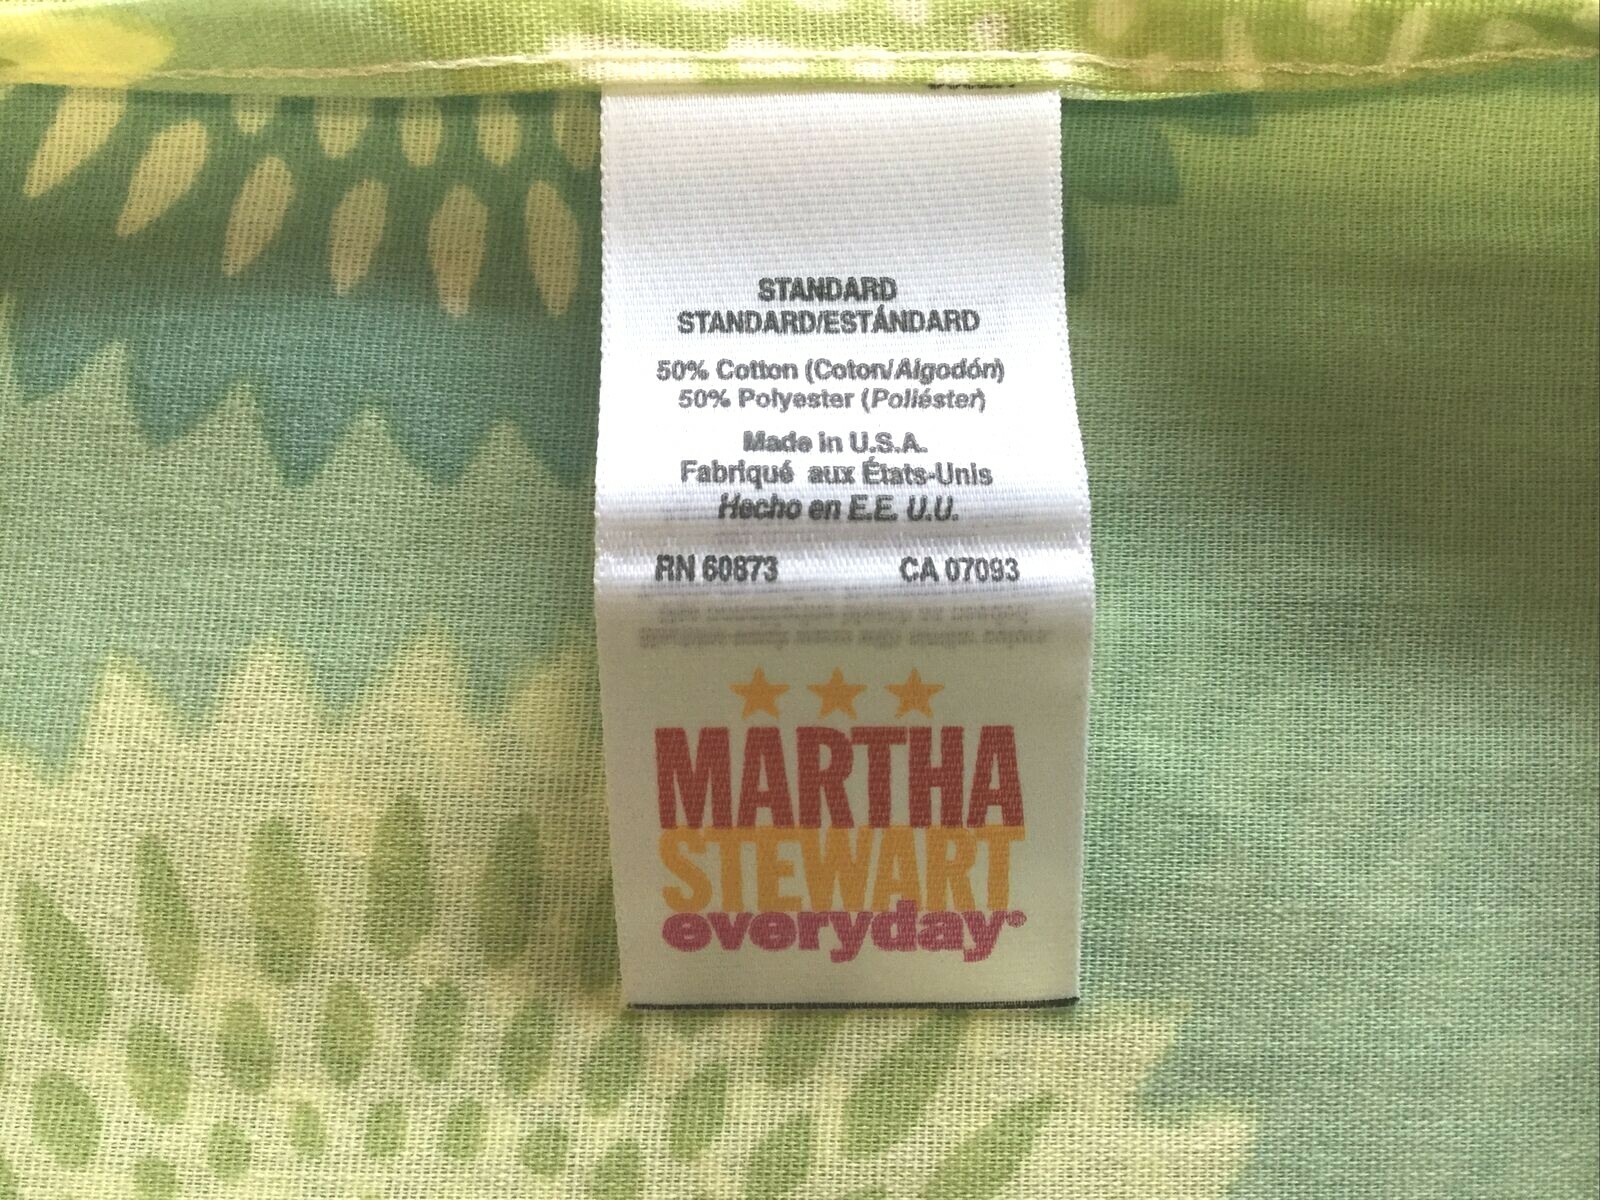 STANDARD
STANDARD/ESTÁNDARD
50% Cotton (Coton/Algodón)
50% Polyester (Poliéster)
Made in U.S.A.
Fabriqué aux États-Unis
Hecho en E.E. U.U.
RN 60873 CA 07093
MARTHA
STEWART
everyday®